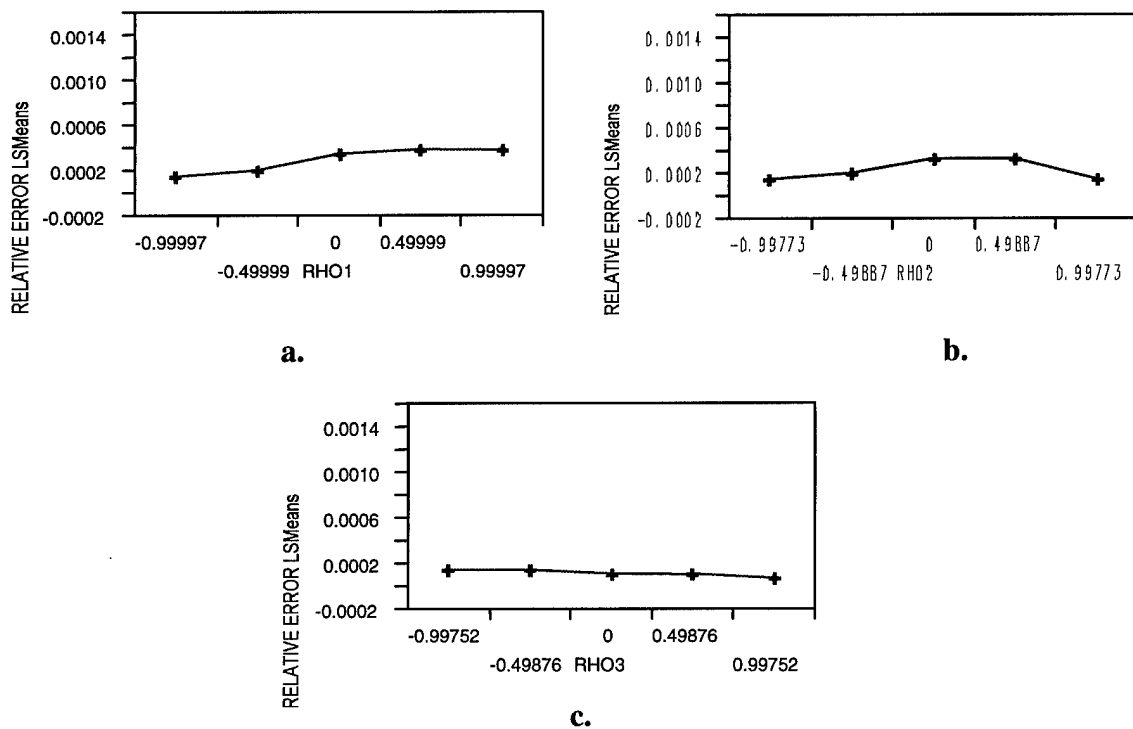 RELATIVE ERROR LSMeans
0.0014
0.0010
0.0006
0.0002
-0.0002
-0.99997 0 0.49999
-0.49999 RHO1 0.99997
a.
RELATIVE ERROR LSMeans
0.0014
0.0010
0.0006
0.0002
-0.0002
-0.99773 0 0.49887
-0.49887 RHO2 0.99773
b.
RELATIVE ERROR LSMeans
0.0014
0.0010
0.0006
0.0002
-0.0002
-0.99752 0 0.49876
-0.49876 RHO3 0.99752
c.